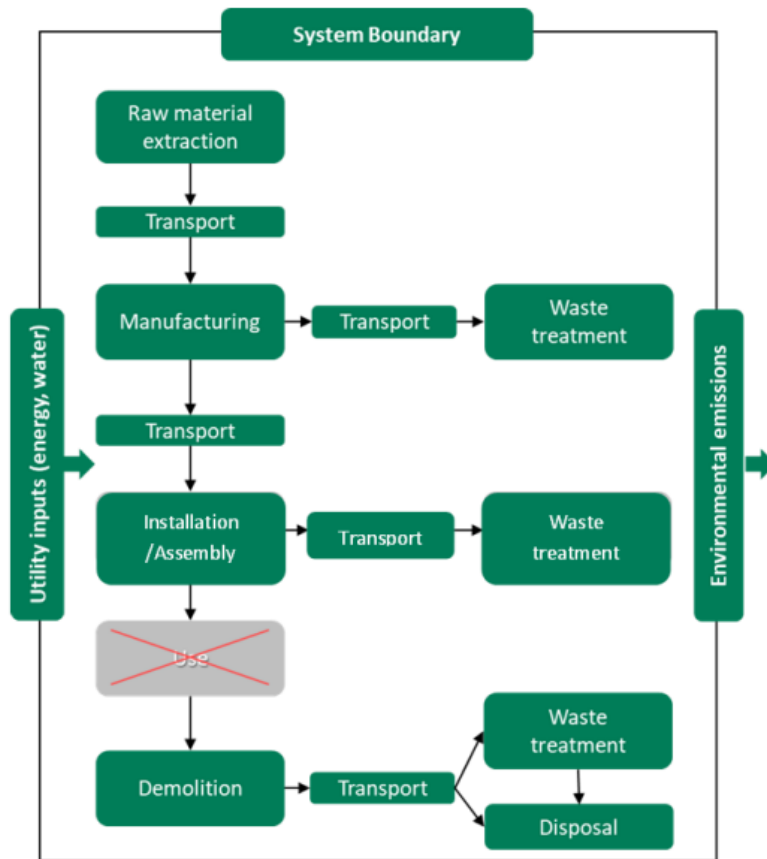 System Boundary
Raw material
extraction
Transport
Manufacturing
Transport
Waste
treatment
Transport
Installation
/Assembly
Transport
Waste
treatment
Use
Demolition
Transport
Waste
treatment
Disposal
Utility inputs (energy, water)
Environmental emissions